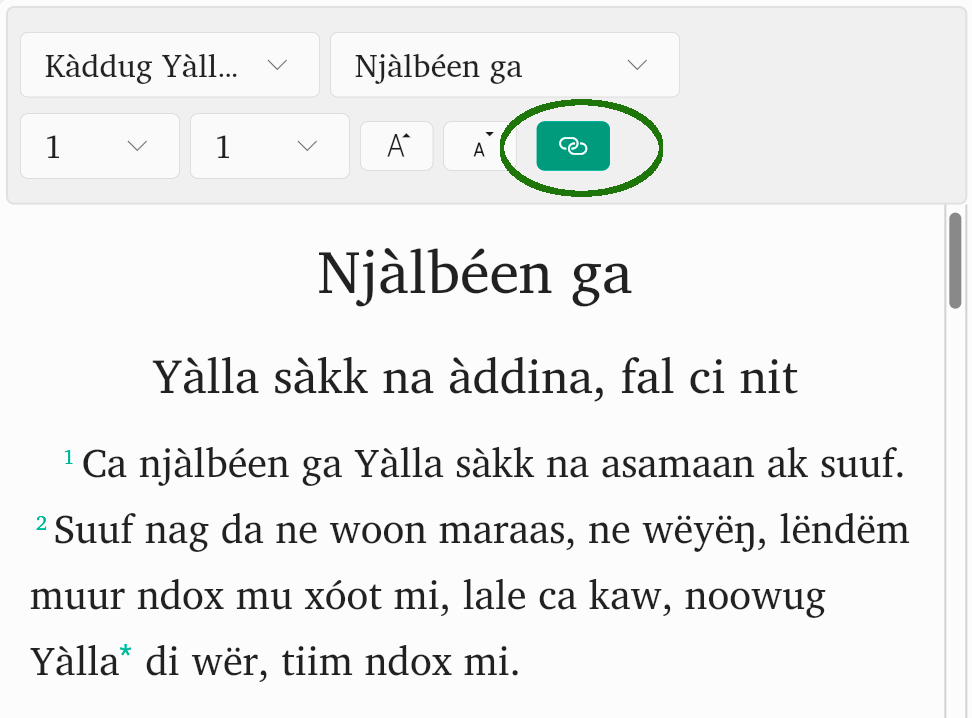 Kàddug Yàll...
Njàlbéen ga
1
1
A
A
Njàlbéen ga
Yàlla sàkk na àddina, fal ci nit
1 Ca njàlbéen ga Yàlla sàkk na asamaan ak suuf.
2 Suuf nag da ne woon maraas, ne wëyëŋ, lëndëm
muur ndox mu xóot mi, lale ca kaw, noowug
Yàlla* di wër, tiim ndox mi.